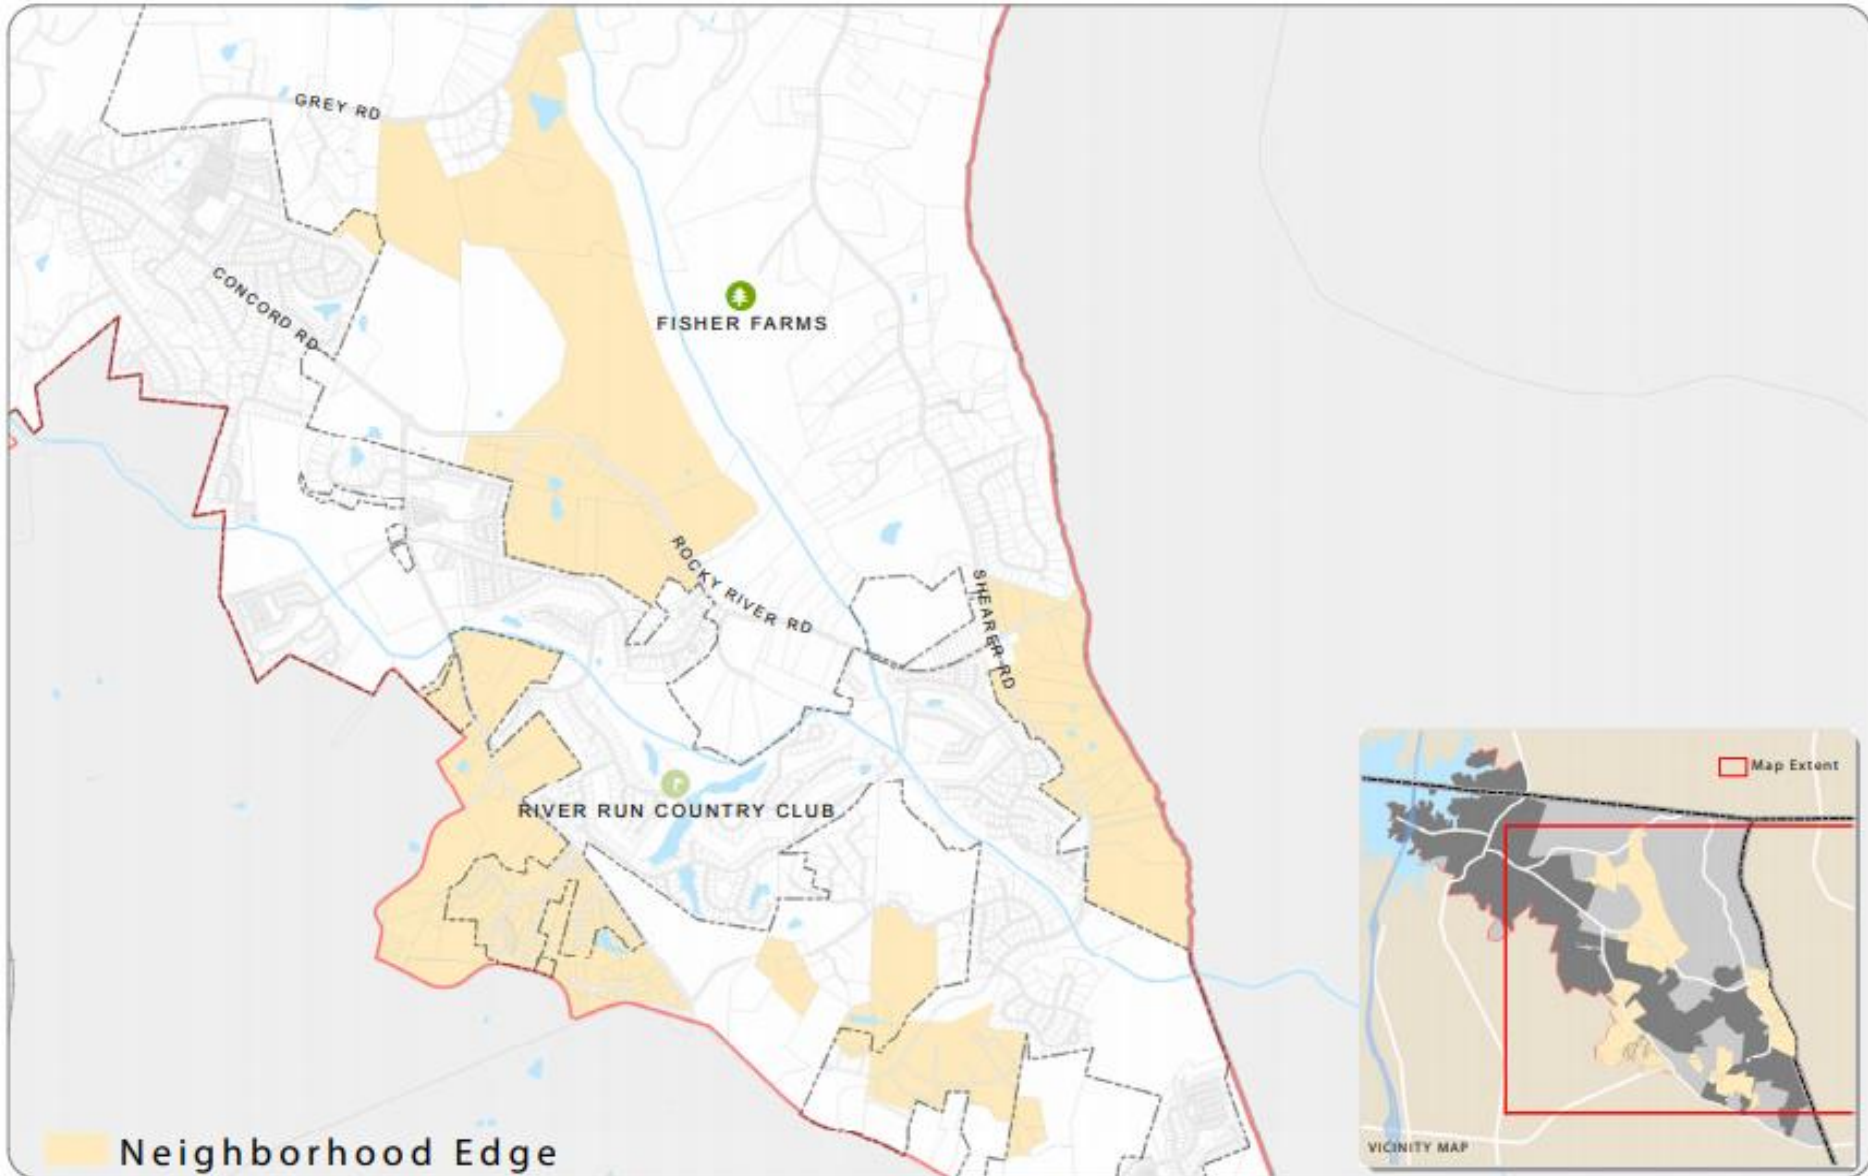 GREY RD
CONCORD RD
FISHER FARMS
ROCKY RIVER RD
SHEARER RD
RIVER RUN COUNTRY CLUB
Map Extent
VICINITY MAP
Neighborhood Edge